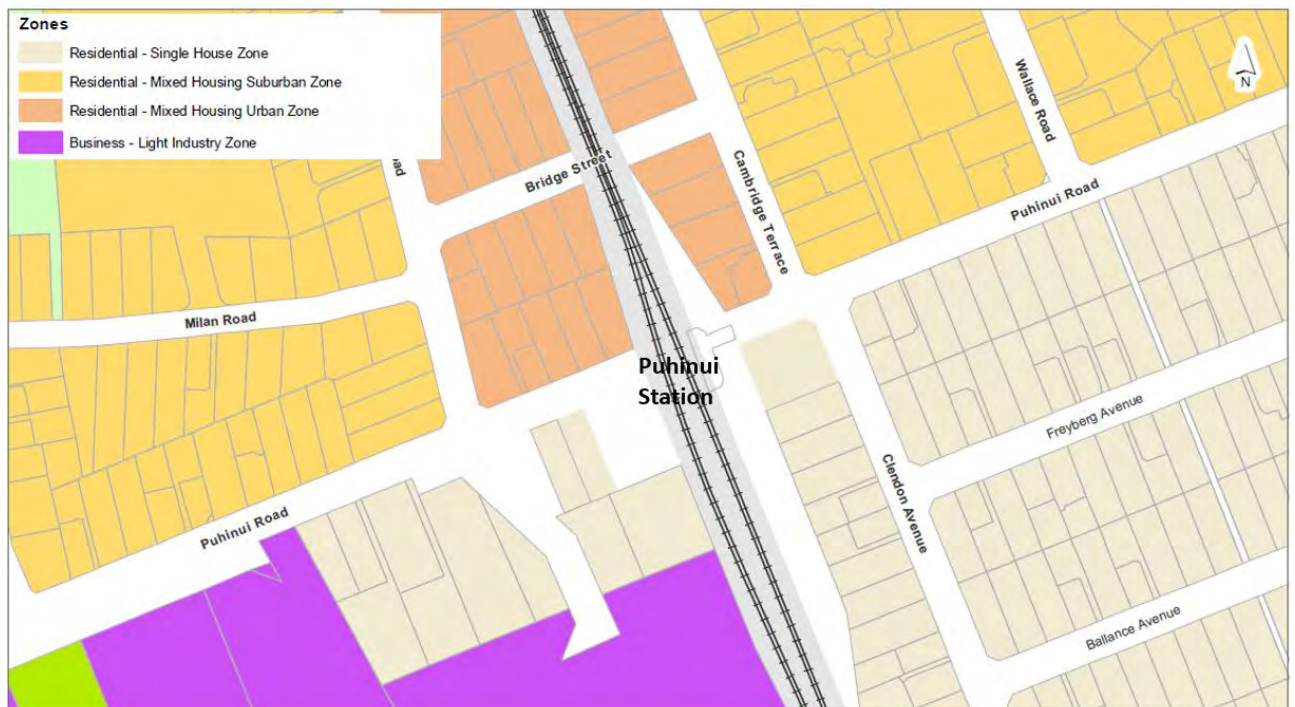 Zones
Residential - Single House Zone
Residential - Mixed Housing Suburban Zone
Residential - Mixed Housing Urban Zone
Business - Light Industry Zone
N
Wallace Road
oad
Bridge Street
Cambridge Terrace
Puhinui Road
Milan Road
Puhinui
Station
Freyberg Avenue
Clendon Avenue
Puhinui Road
Ballance Avenue